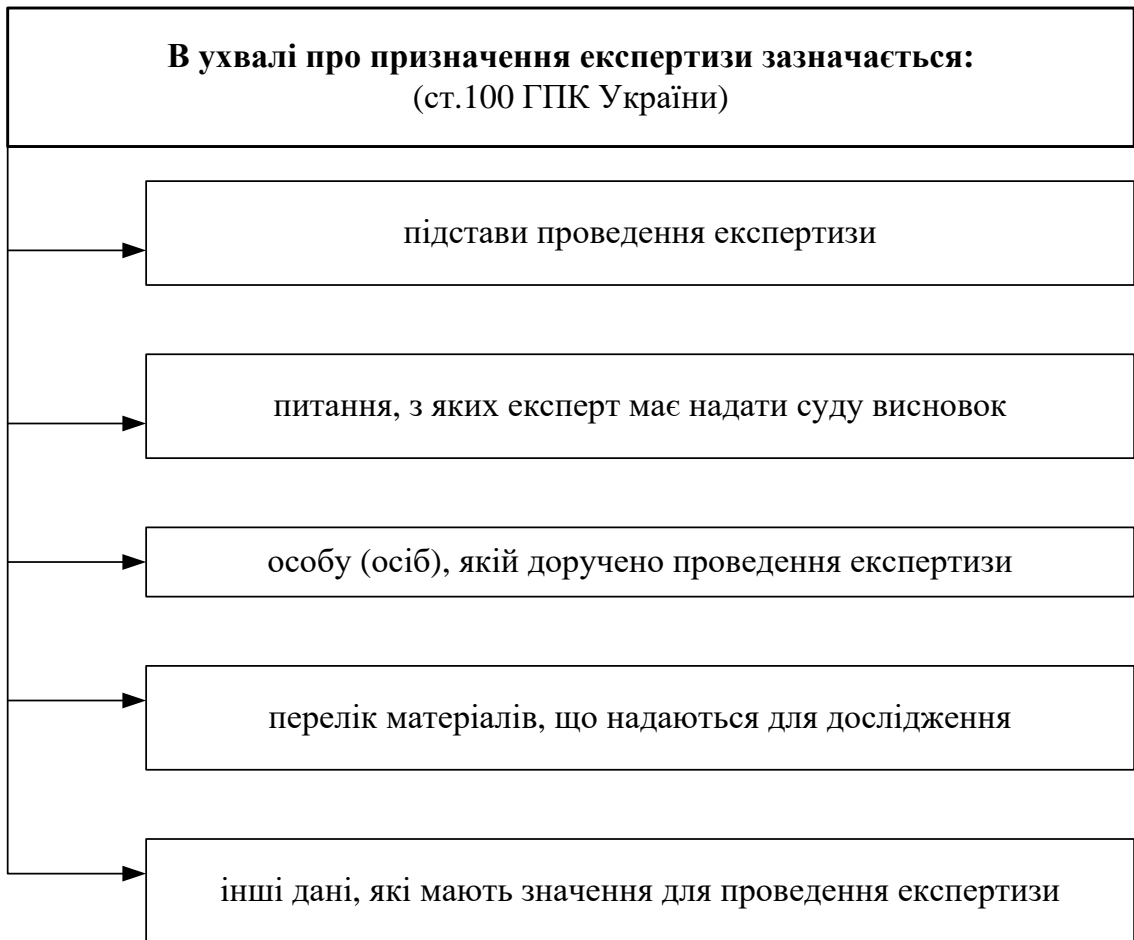 В ухвалі про призначення експертизи зазначається:
(ст.100 ГПК України)
підстави проведення експертизи
питання, з яких експерт має надати суду висновок
особу (осіб), якій доручено проведення експертизи
перелік матеріалів, що надаються для дослідження
інші дані, які мають значення для проведення експертизи